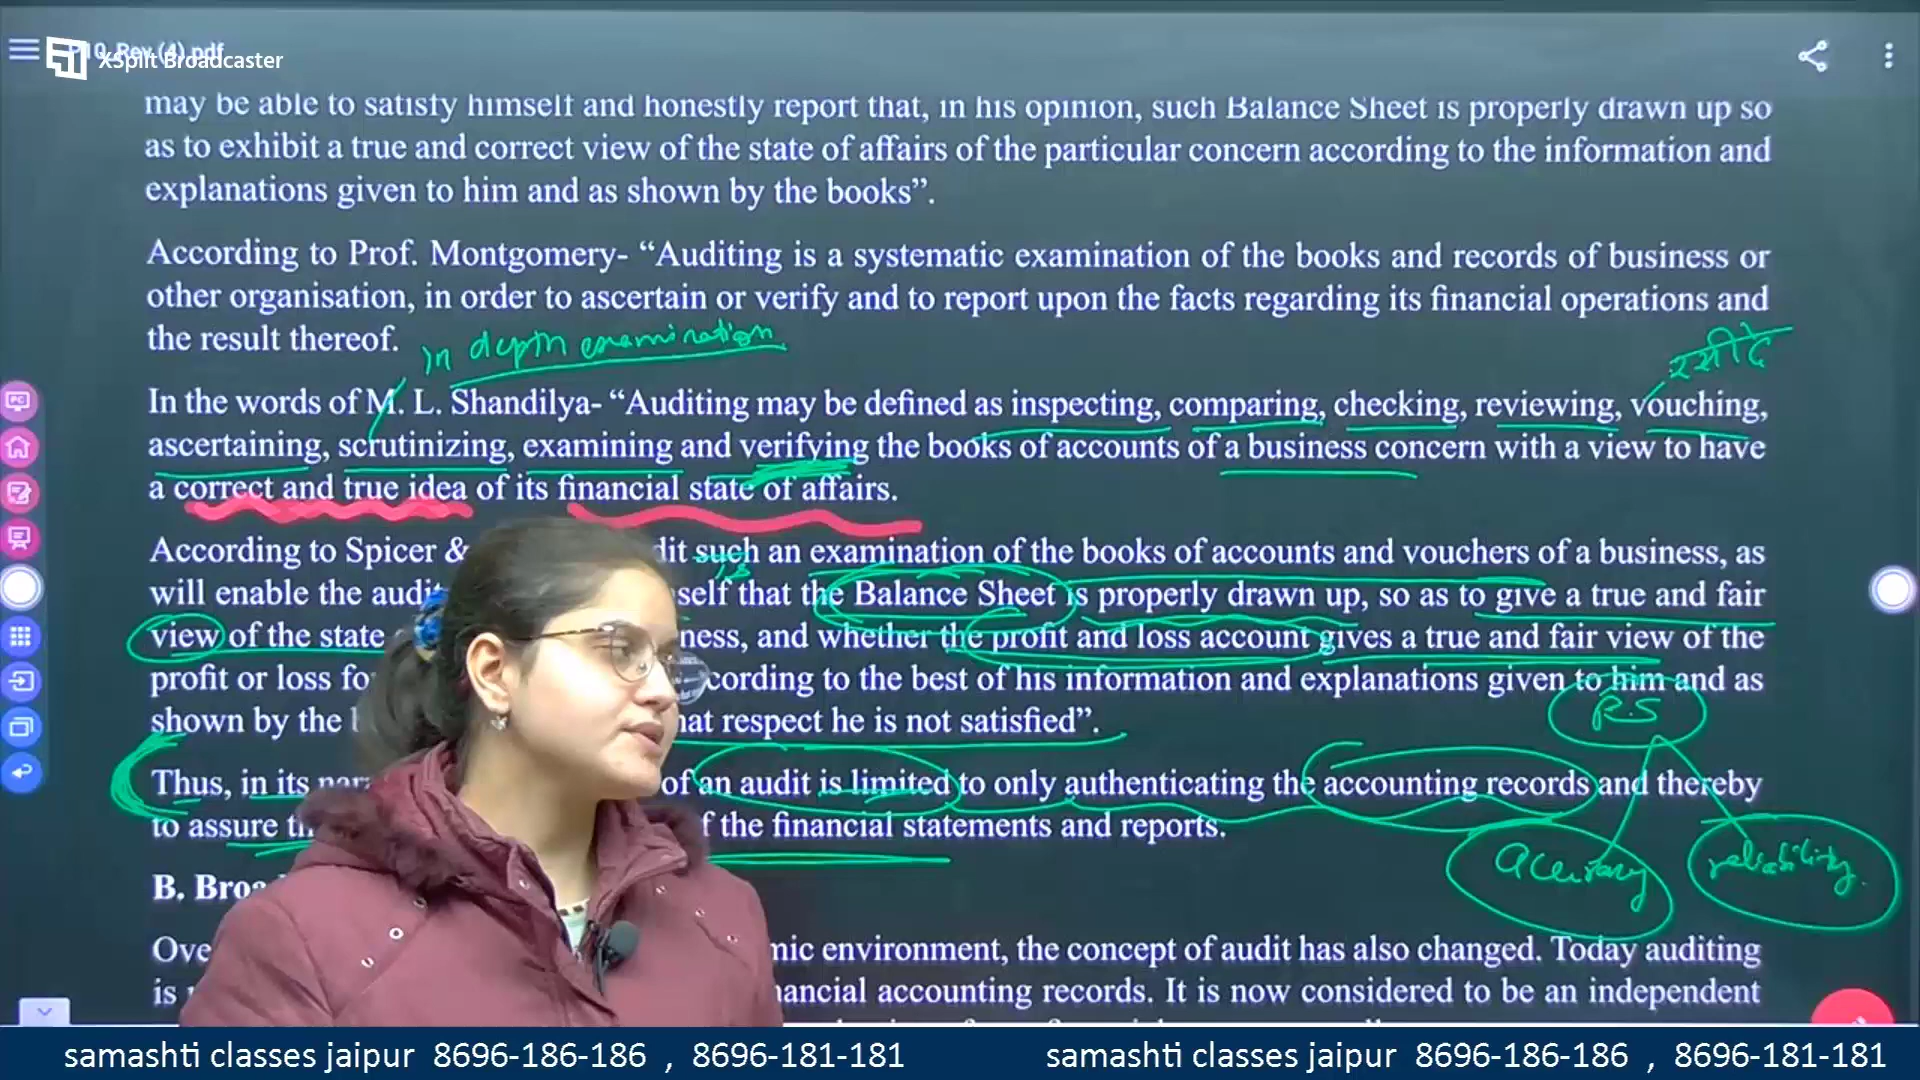 10_Rev (4).pdf
XSplit Broadcaster
may be able to satisfy himself and honestly report that, in his opinion, such Balance Sheet is properly drawn up so
as to exhibit a true and correct view of the state of affairs of the particular concern according to the information and
explanations given to him and as shown by the books”.
According to Prof. Montgomery- “Auditing is a systematic examination of the books and records of business or
other organisation, in order to ascertain or verify and to report upon the facts regarding its financial operations and
the result thereof.
in depth examination
रसीद
In the words of M. L. Shandilya- “Auditing may be defined as inspecting, comparing, checking, reviewing, vouching,
ascertaining, scrutinizing, examining and verifying the books of accounts of a business concern with a view to have
a correct and true idea of its financial state of affairs.
According to Spicer & dit such an examination of the books of accounts and vouchers of a business, as
is
will enable the audit self that the Balance Sheet is properly drawn up, so as to give a true and fair
view of the state ness, and whether the profit and loss account gives a true and fair view of the
profit or loss fo cording to the best of his information and explanations given to him and as
shown by the hat respect he is not satisfied”.
Thus, in its nar of an audit is limited to only authenticating the accounting records and thereby
to assure th f the financial statements and reports.
accuracy
reliability.
B. Broa
Ove mic environment, the concept of audit has also changed. Today auditing
is nancial accounting records. It is now considered to be an independent
samashti classes jaipur 8696-186-186 , 8696-181-181 samashti classes jaipur 8696-186-186 , 8696-181-181